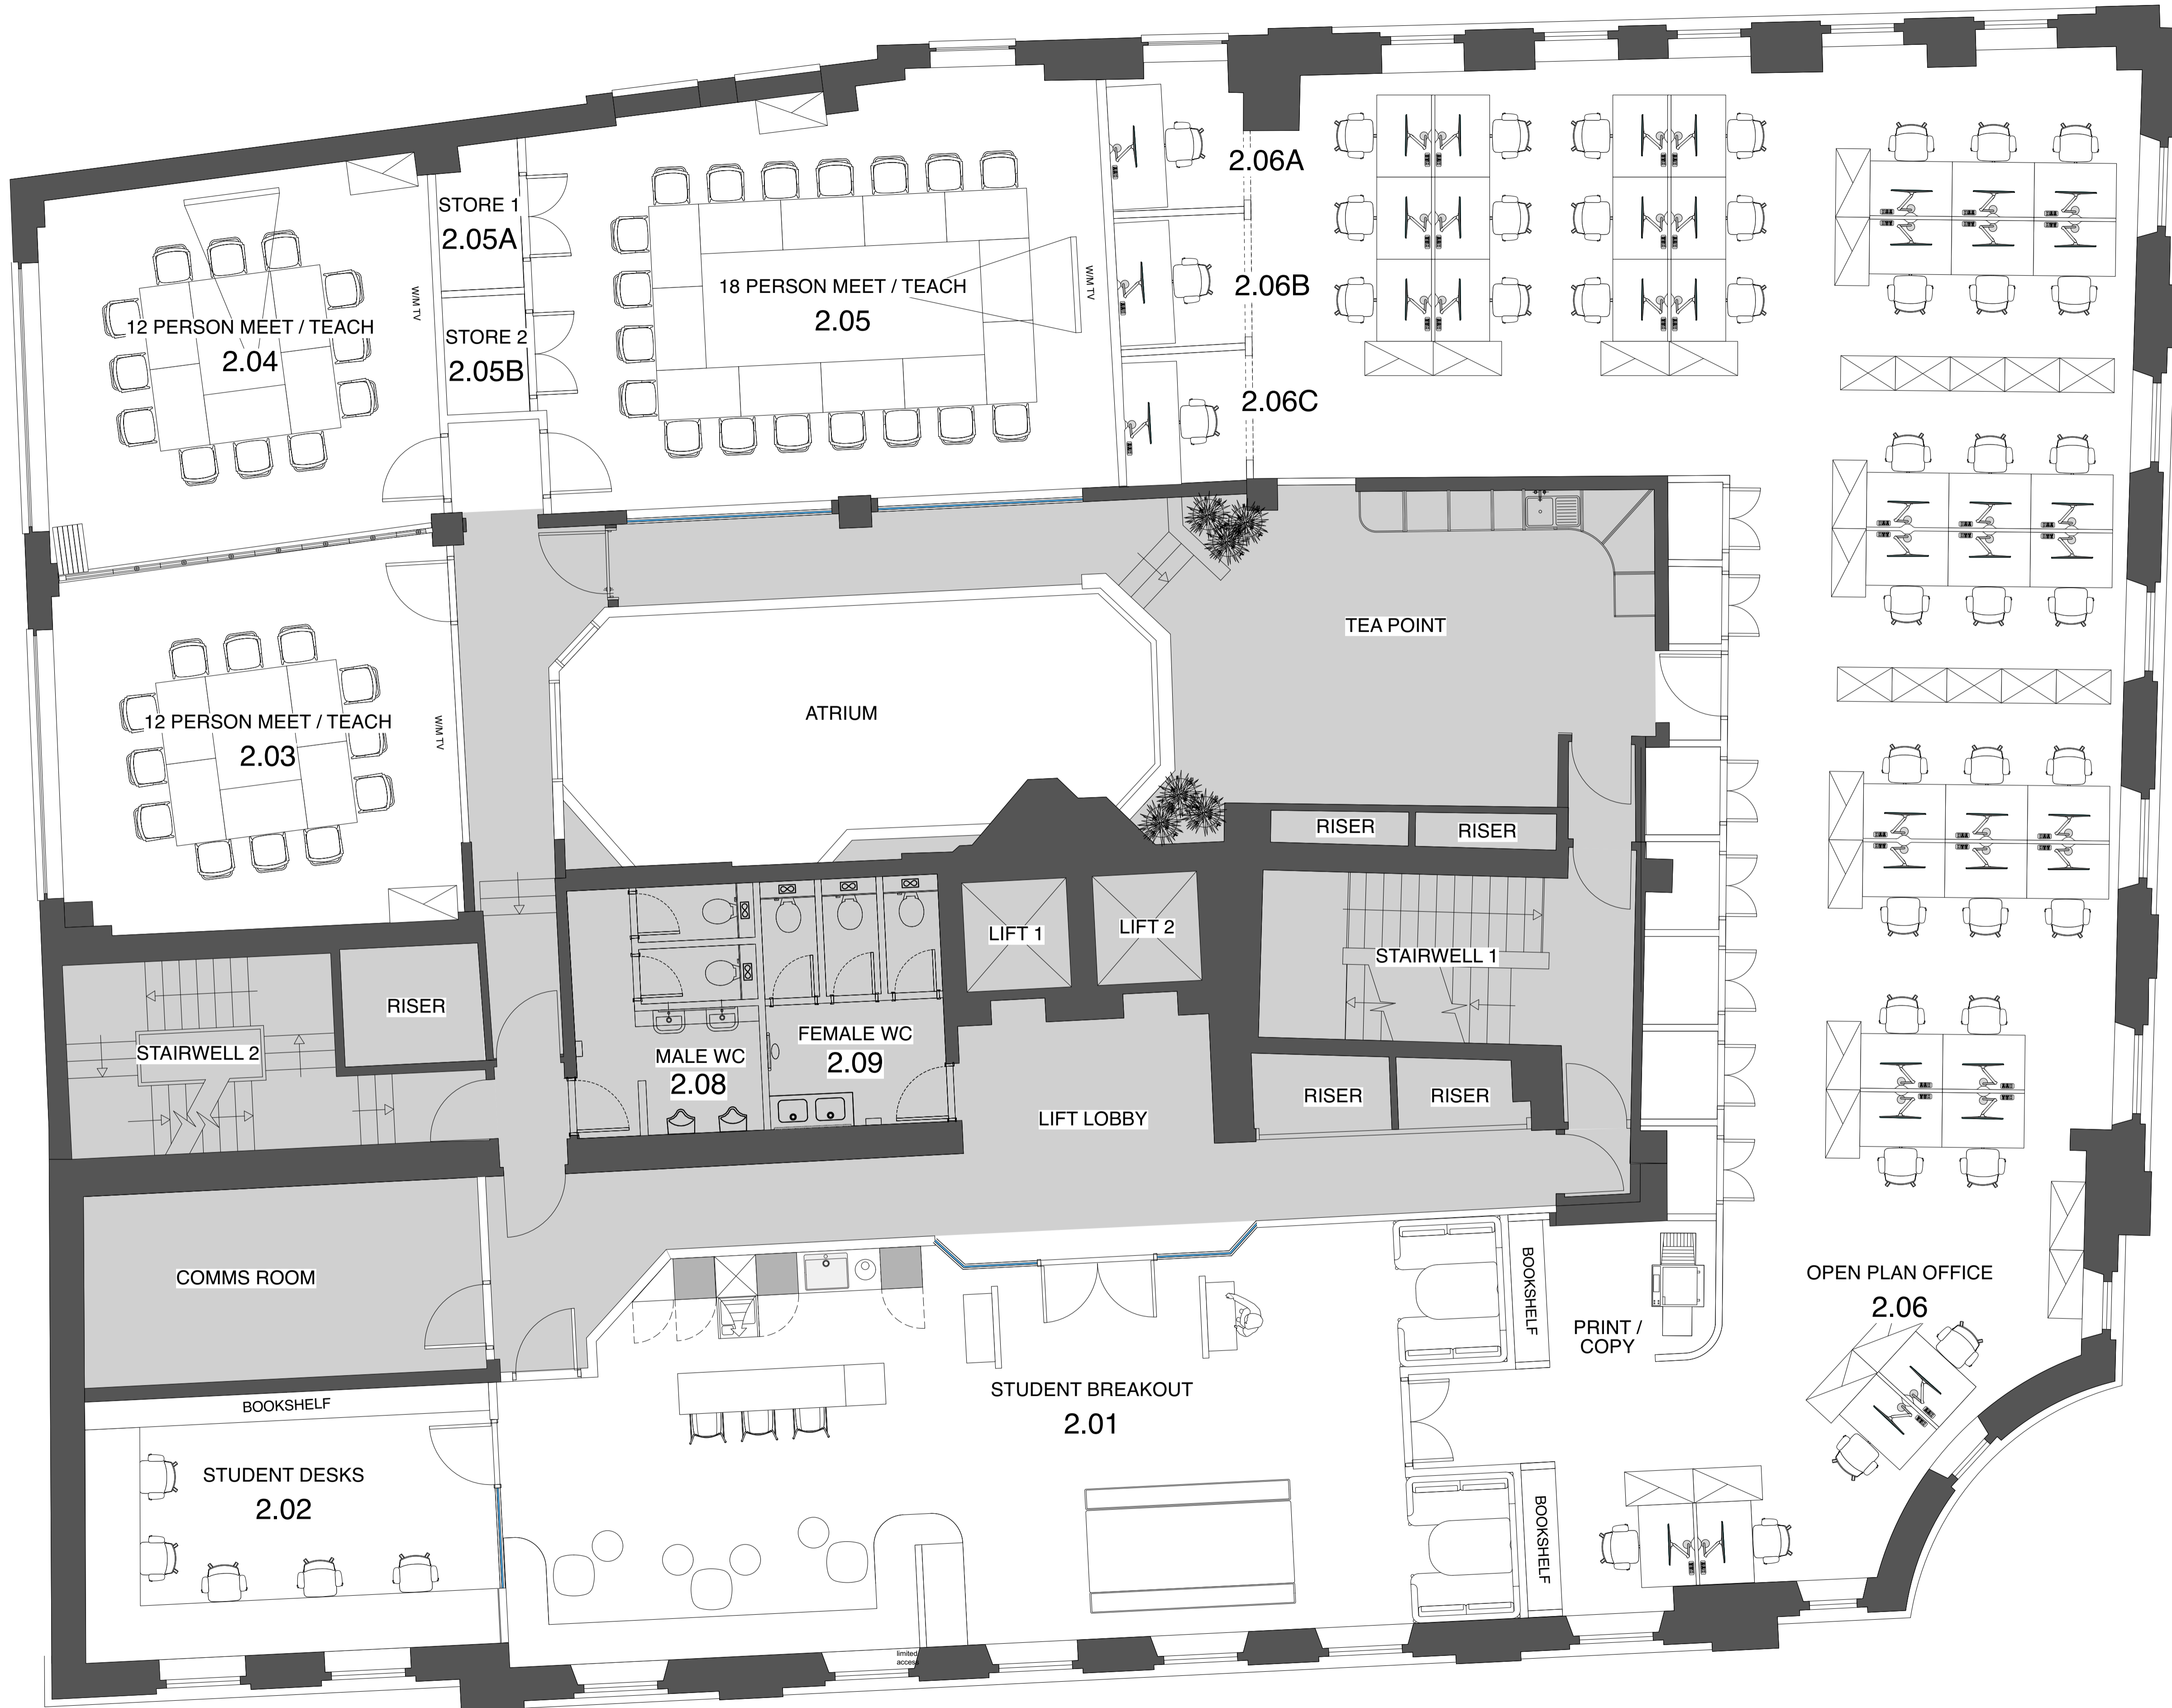 2.06A
STORE 1
2.05A
18 PERSON MEET / TEACH
2.05
W/M TV
2.06B
W/M TV
12 PERSON MEET / TEACH
2.04
STORE 2
2.05B
2.06C
TEA POINT
12 PERSON MEET / TEACH
2.03
W/M TV
ATRIUM
RISER
RISER
LIFT 1
LIFT 2
STAIRWELL 1
RISER
STAIRWELL 2
MALE WC
2.08
FEMALE WC
2.09
RISER
RISER
LIFT LOBBY
COMMS ROOM
BOOKSHELF
PRINT /
COPY
OPEN PLAN OFFICE
2.06
BOOKSHELF
STUDENT BREAKOUT
2.01
STUDENT DESKS
2.02
BOOKSHELF
limited
access